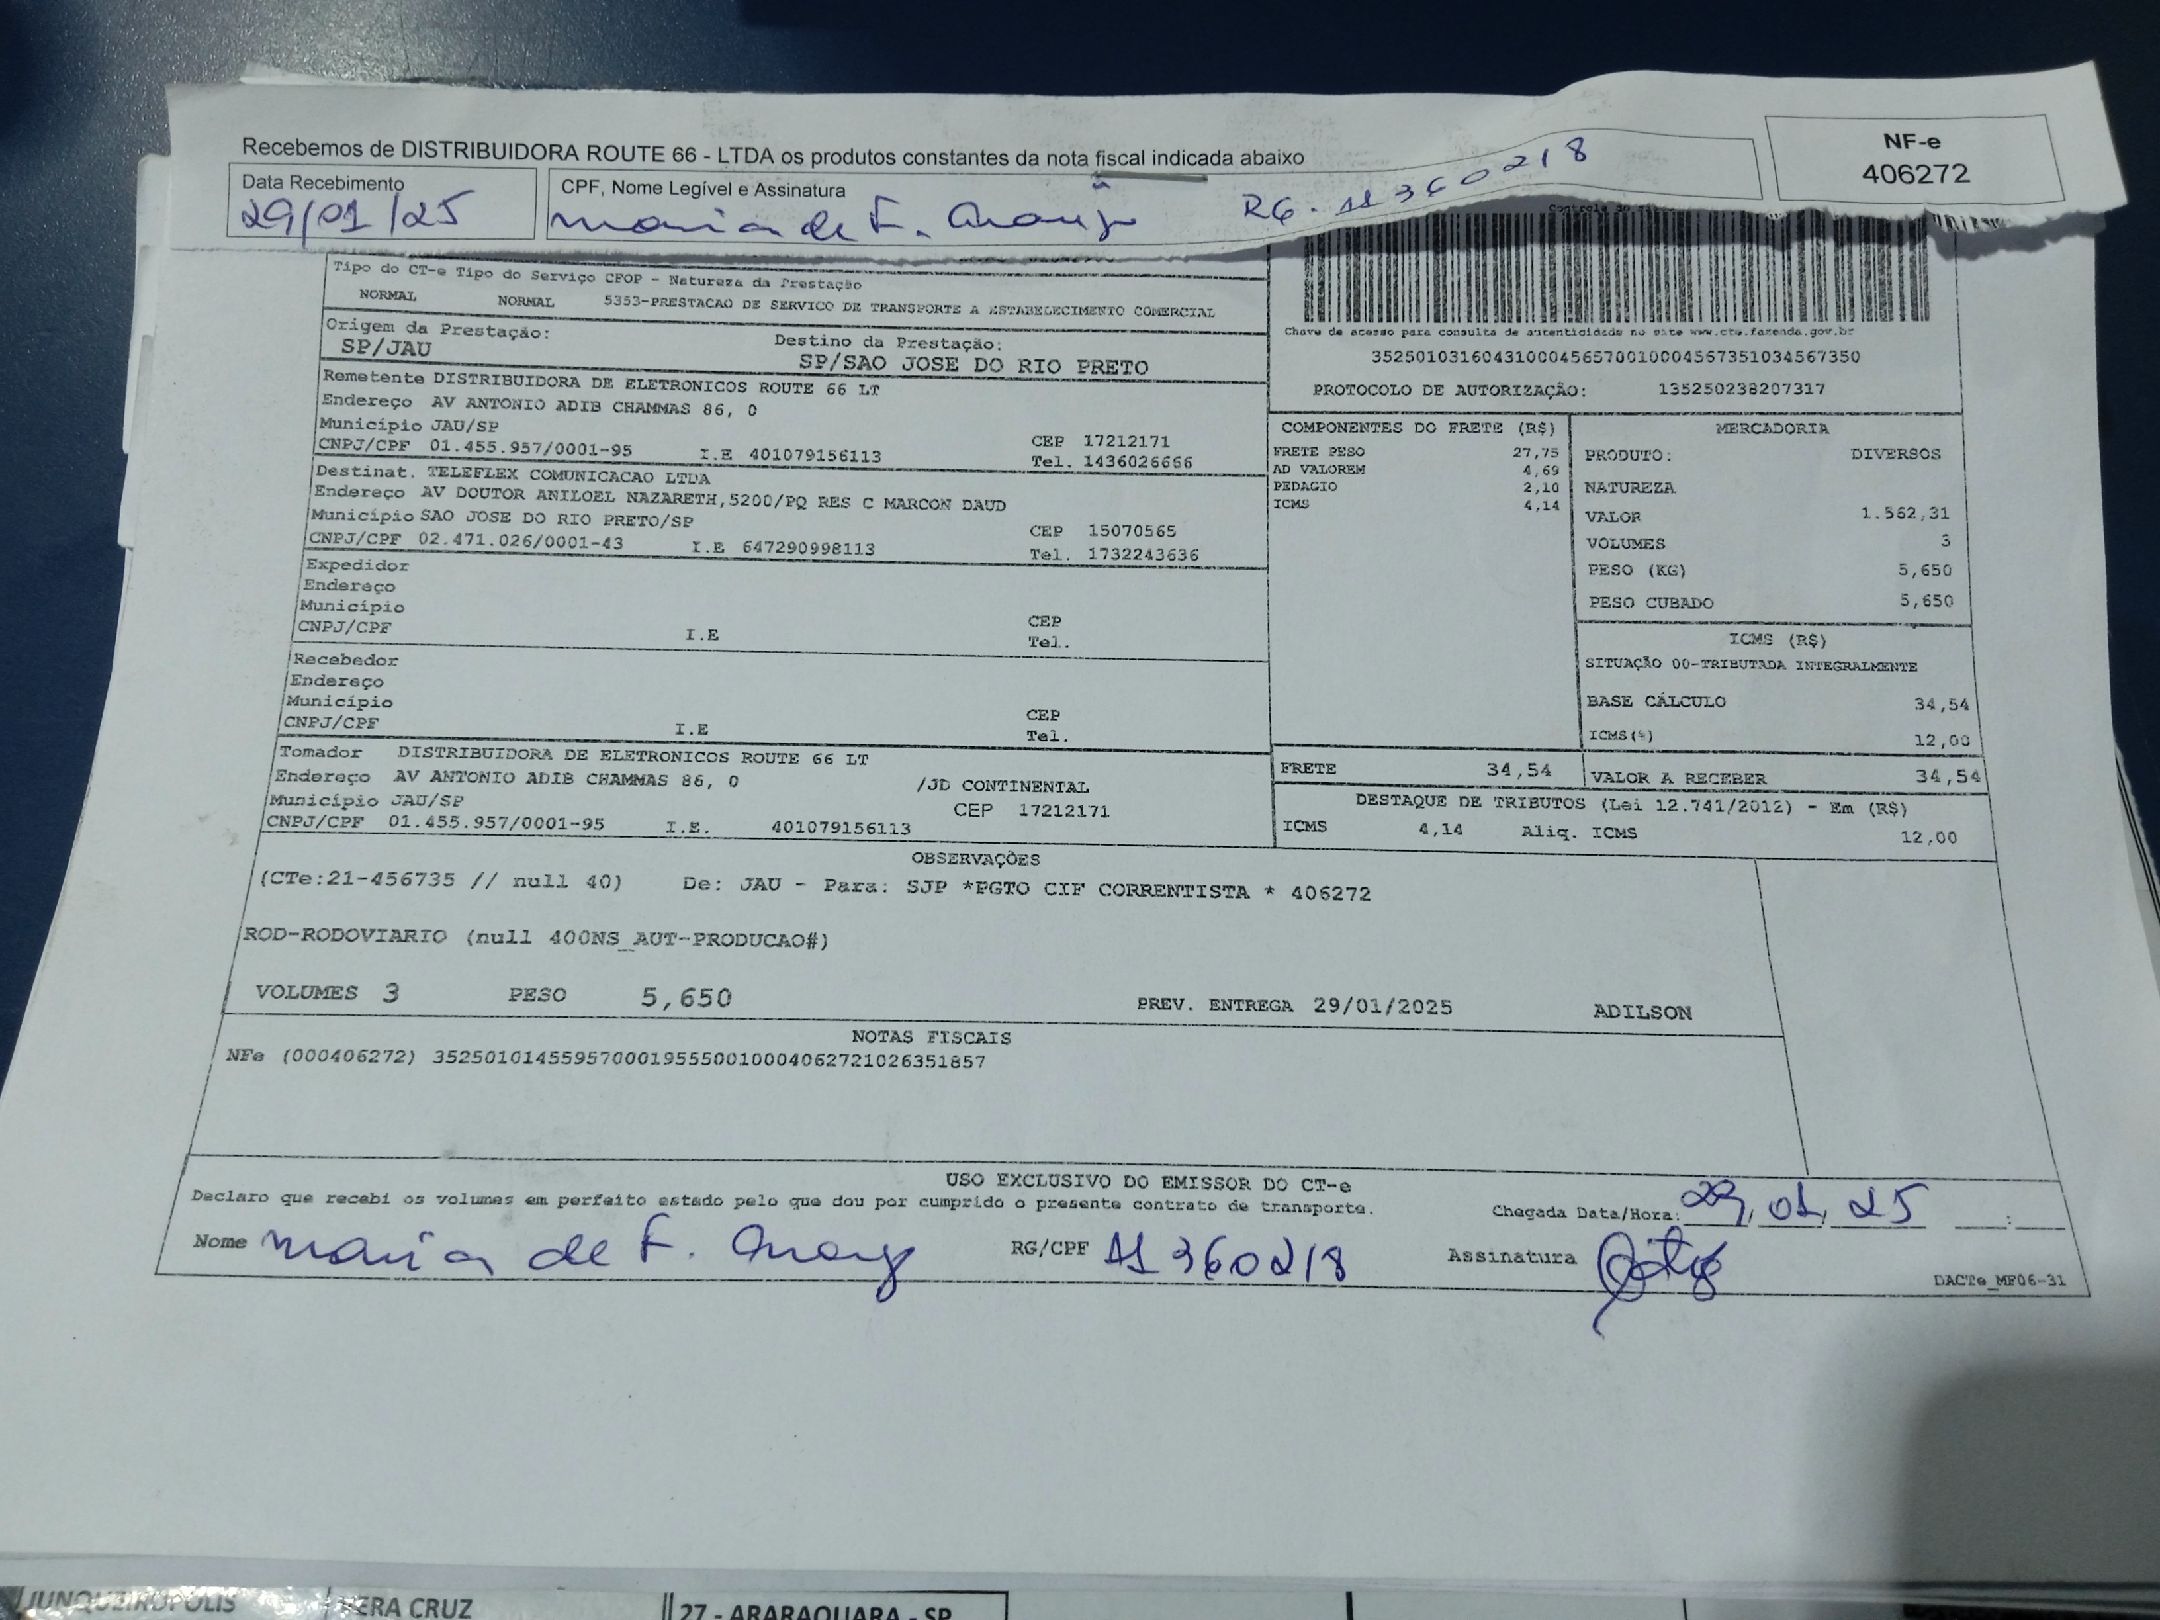 Recebemos de DISTRIBUIDORA ROUTE 66 - LTDA os produtos constantes da nota fiscal indicada abaixo
NF-e
406272
Data Recebimento
29/01/25
CPF, Nome Legível e Assinatura
Maria de F. Araujo RG. 11360218
Tipo do CT-e Tipo do Serviço CFOP - Natureza da Prestação
NORMAL NORMAL 5353-PRESTACAO DE SERVICO DE TRANSPORTE A ESTABELECIMENTO COMERCIAL
Origem da Prestação: Destino da Prestação:
SP/JAU SP/SAO JOSE DO RIO PRETO
Chave de acesso para consulta de autenticidade no site www.cte.fazenda.gov.br
35250103160431000456570010004567351034567350
PROTOCOLO DE AUTORIZAÇÃO: 135250238207317
Remetente DISTRIBUIDORA DE ELETRONICOS ROUTE 66 LT
Endereço AV ANTONIO ADIB CHAMMAS 86, 0
Município JAU/SP CEP 17212171
CNPJ/CPF 01.455.957/0001-95 I.E 401079156113 Tel. 1436026666
Destinat. TELEFLEX COMUNICACAO LTDA
Endereço AV DOUTOR ANILOEL NAZARETH,5200/PQ RES C MARCON DAUD
Município SAO JOSE DO RIO PRETO/SP CEP 15070565
CNPJ/CPF 02.471.026/0001-43 I.E 647290998113 Tel. 1732243636
Expedidor
Endereço
Município CEP
CNPJ/CPF I.E Tel.
Recebedor
Endereço
Município CEP
CNPJ/CPF I.E Tel.
Tomador DISTRIBUIDORA DE ELETRONICOS ROUTE 66 LT
Endereço AV ANTONIO ADIB CHAMMAS 86, 0 /JD CONTINENTAL
Município JAU/SP CEP 17212171
CNPJ/CPF 01.455.957/0001-95 I.E. 401079156113
COMPONENTES DO FRETE (R$)
FRETE PESO 27,75
AD VALOREM 4,69
PEDAGIO 2,10
ICMS 4,14
MERCADORIA
PRODUTO: DIVERSOS
NATUREZA
VALOR 1.562,31
VOLUMES 3
PESO (KG) 5,650
PESO CUBADO 5,650
ICMS (R$)
SITUAÇÃO 00-TRIBUTADA INTEGRALMENTE
BASE CÁLCULO 34,54
ICMS(%) 12,00
FRETE 34,54 VALOR A RECEBER 34,54
DESTAQUE DE TRIBUTOS (Lei 12.741/2012) - Em (R$)
ICMS 4,14 Aliq. ICMS 12,00
OBSERVAÇÕES
(CTe:21-456735 // null 40) De: JAU - Para: SJP *PGTO CIF CORRENTISTA * 406272
ROD-RODOVIARIO (null 400NS_AUT-PRODUCAO#)
VOLUMES 3 PESO 5,650 PREV. ENTREGA 29/01/2025 ADILSON
NOTAS FISCAIS
NFe (000406272) 35250101455957000195550010004062721026351857
USO EXCLUSIVO DO EMISSOR DO CT-e
Declaro que recebi os volumes em perfeito estado pelo que dou por cumprido o presente contrato de transporte. Chegada Data/Hora: 29/01/25 :
Nome Maria de F. Araujo RG/CPF 11360218 Assinatura
DACTe_MF06-31
JUNQUEIRÓPOLIS VERA CRUZ 27 - ARARAQUARA - SP